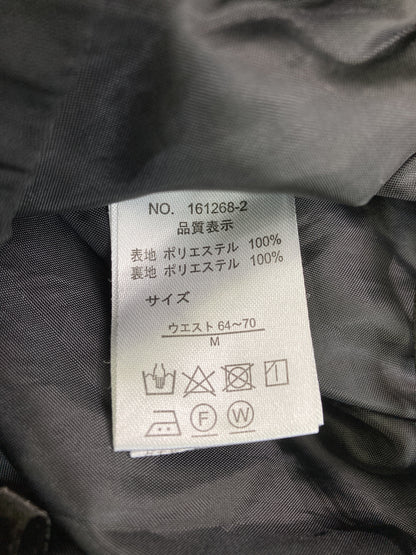 NO. 161268-2
品質表示
表地 ポリエステル 100%
裏地 ポリエステル 100%
サイズ
ウエスト 64〜70
M
F W